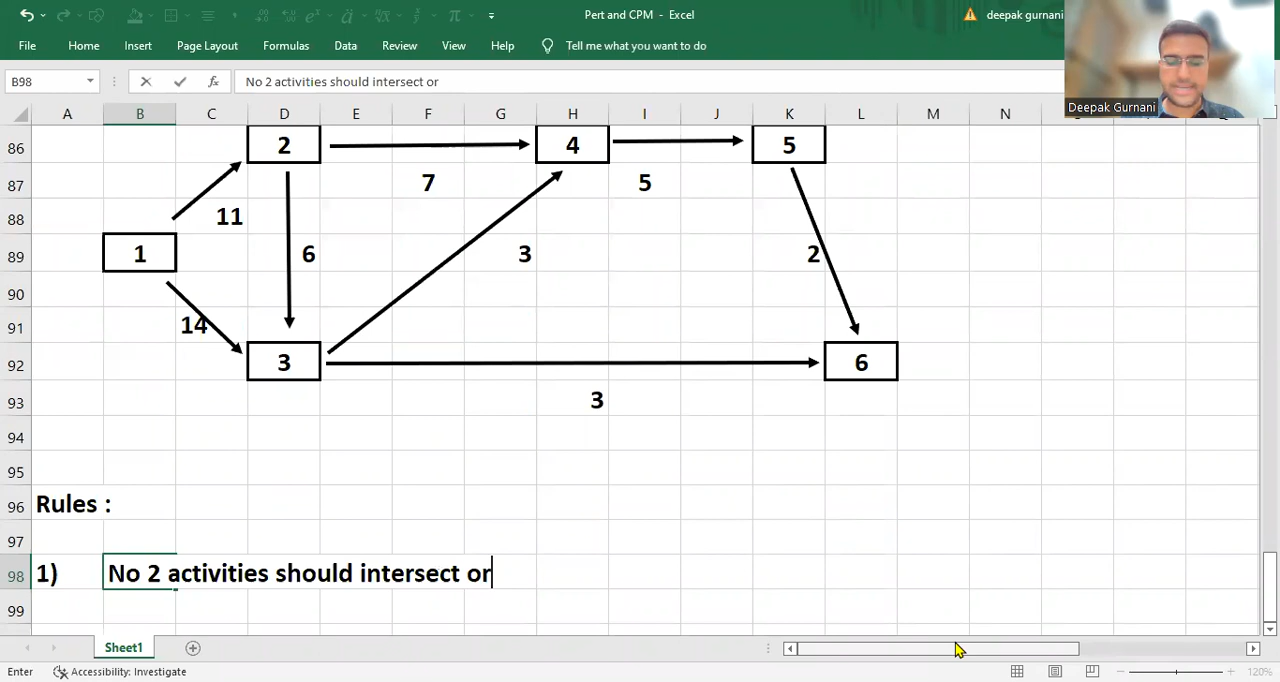 Pert and CPM - Excel
deepak gurnani
File Home Insert Page Layout Formulas Data Review View Help Tell me what you want to do
Deepak Gurnani
B98 fx No 2 activities should intersect or
A B C D E F G H I J K L M N
86 2 4 5
87 7 5
88 11
89 1 6 3 2
90
91 14
92 3 6
93 3
94
95
96 Rules :
97
98 1) No 2 activities should intersect or
99
Sheet1
Enter Accessibility: Investigate 120%